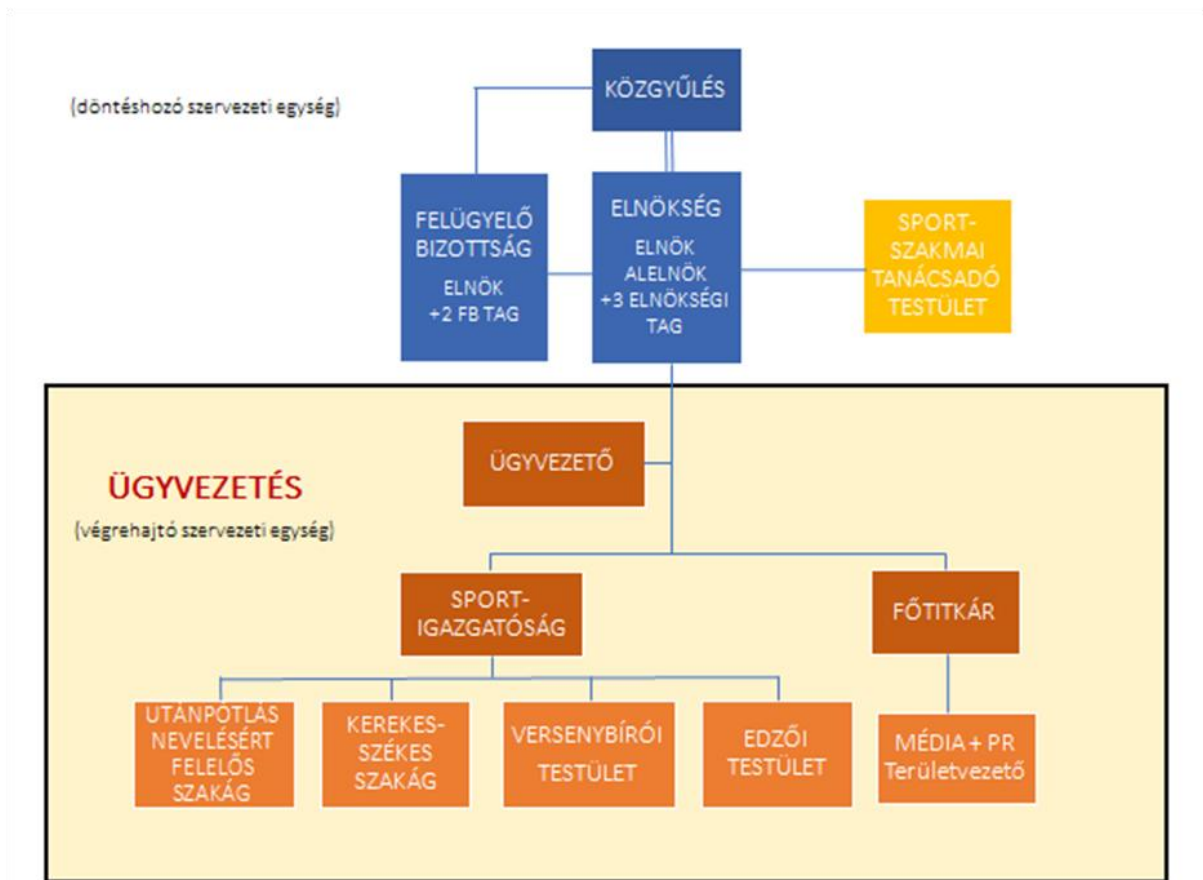 KÖZGYŰLÉS
(döntéshozó szervezeti egység)
FELÜGYELŐ
BIZOTTSÁG
ELNÖK
+2 FB TAG
ELNÖKSÉG
ELNÖK
ALELNÖK
+3 ELNÖKSÉGI
TAG
SPORT-
SZAKMAI
TANÁCSADÓ
TESTÜLET
ÜGYVEZETŐ
ÜGYVEZETÉS
(végrehajtó szervezeti egység)
SPORT-
IGAZGATÓSÁG
FŐTITKÁR
UTÁNPÓTLÁS
NEVELÉSÉRT
FELELŐS
SZAKÁG
KEREKES-
SZÉKES
SZAKÁG
VERSENYBÍRÓI
TESTÜLET
EDZŐI
TESTÜLET
MÉDIA + PR
Területvezető